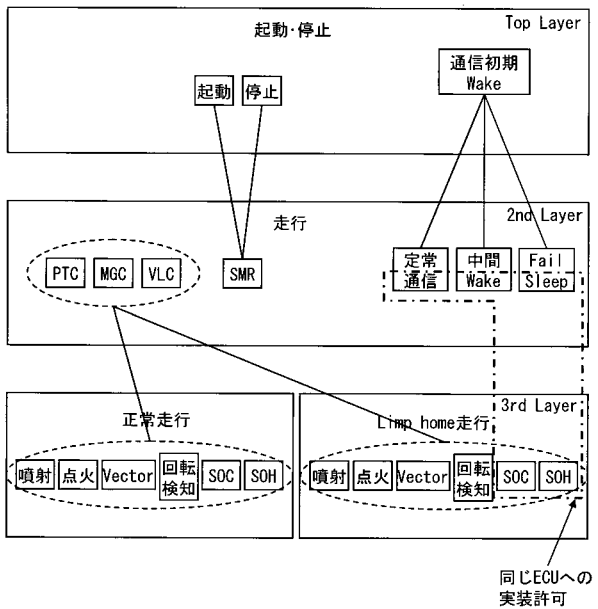 Top Layer
起動・停止
通信初期
Wake
起動
停止
2nd Layer
走行
PTC
MGC
VLC
SMR
定常
通信
中間
Wake
Fail
Sleep
正常走行
噴射
点火
Vector
回転
検知
SOC
SOH
3rd Layer
Limp home走行
噴射
点火
Vector
回転
検知
SOC
SOH
同じECUへの
実装許可